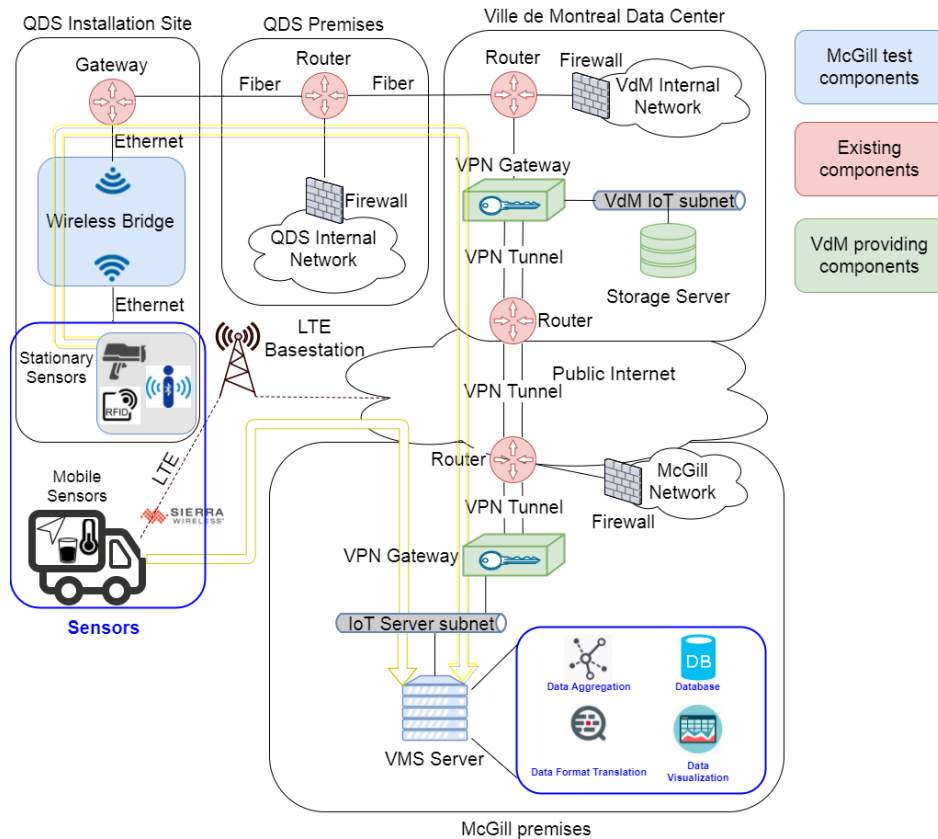 QDS Installation Site
QDS Premises
Ville de Montreal Data Center
Gateway
Router
Router
Firewall
Fiber
Fiber
VdM Internal
Network
McGill test
components
Ethernet
VPN Gateway
Existing
components
Wireless Bridge
Firewall
VdM IoT subnet
QDS Internal
Network
VPN Tunnel
VdM providing
components
Storage Server
Ethernet
LTE
Basestation
Router
Stationary
Sensors
RFID
Public Internet
VPN Tunnel
Router
McGill
Network
LTE
Mobile
Sensors
SIERRA
WIRELESS
VPN Tunnel
Firewall
VPN Gateway
Sensors
IoT Server subnet
DB
Data Aggregation
Database
VMS Server
Data Format Translation
Data
Visualization
McGill premises